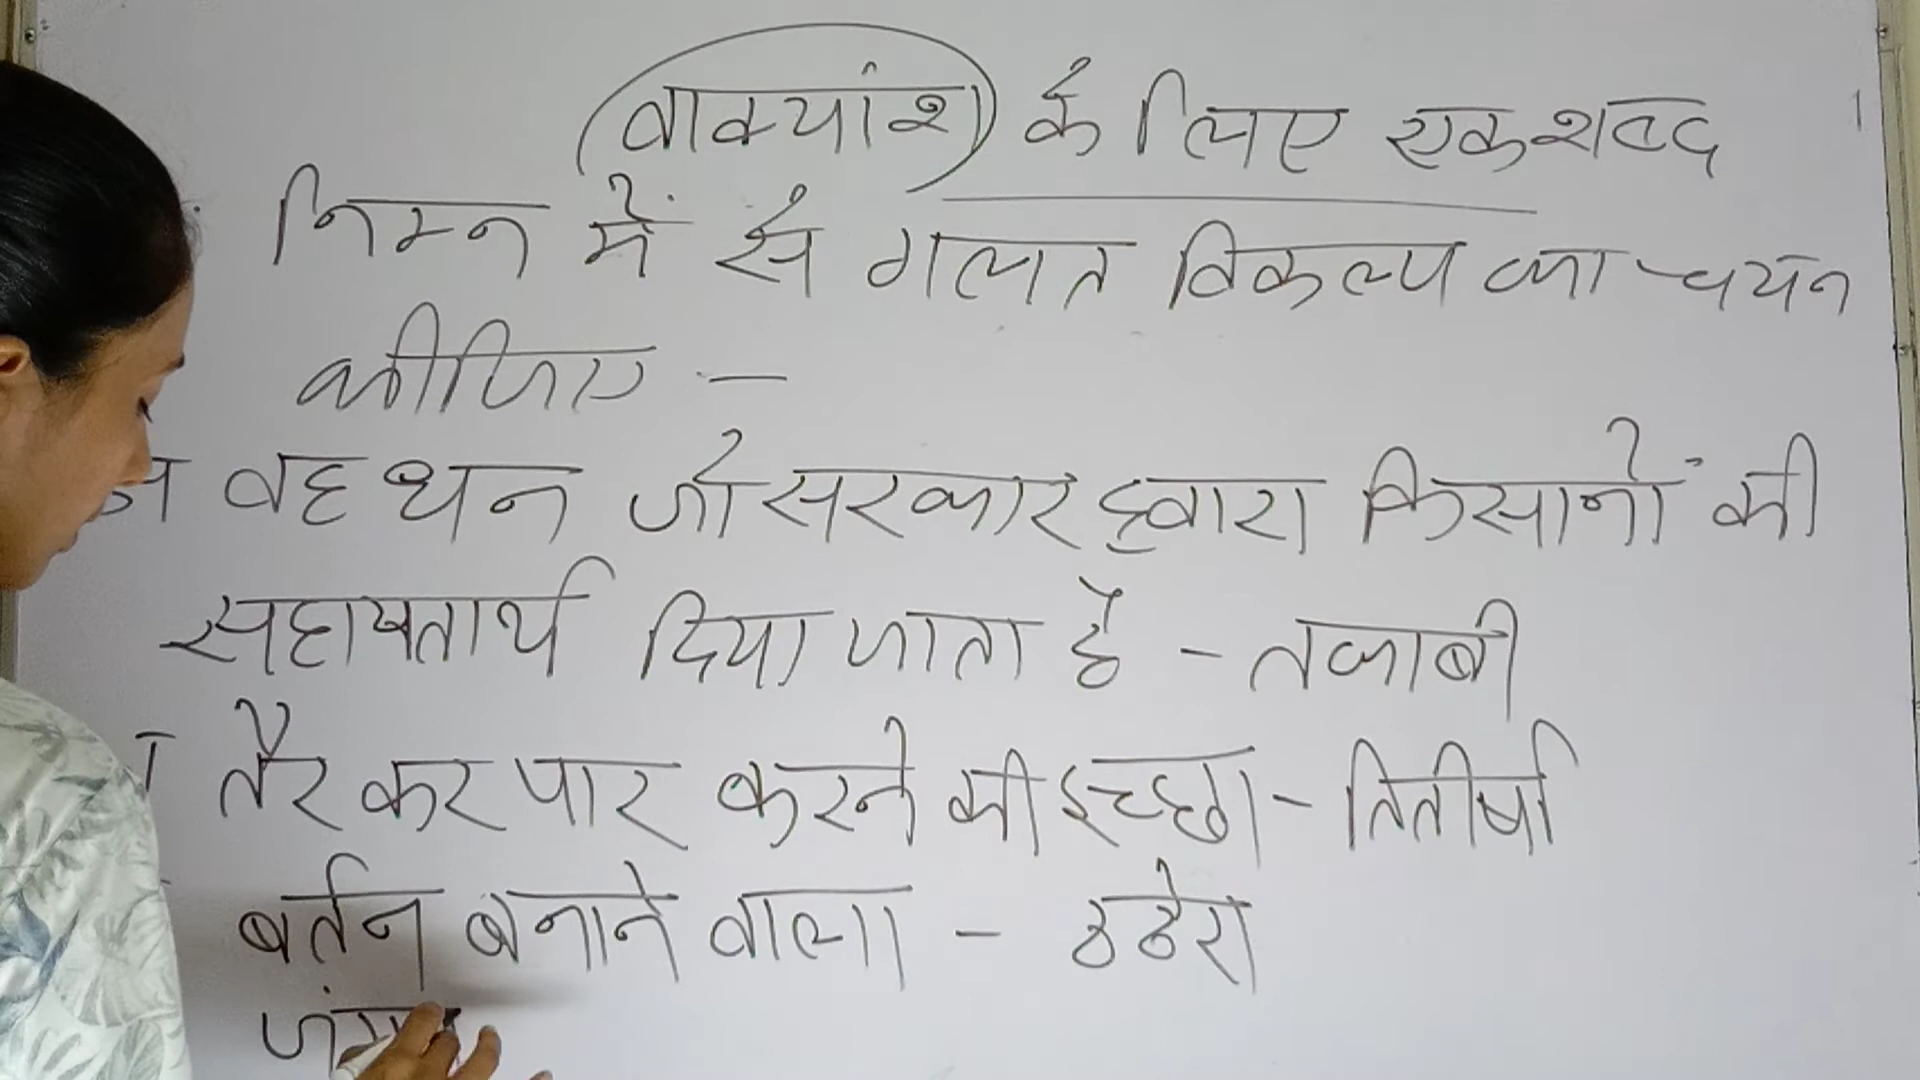 वाक्यांश के लिए एक शब्द
निम्न में से गलत विकल्प का चयन
कीजिए -
वह धन जो सरकार द्वारा किसानों की
सहायतार्थ दिया जाता है - तकाबी
तैर कर पार करने की इच्छा - तितीर्षा
बर्तन बनाने वाला - ठठेरा